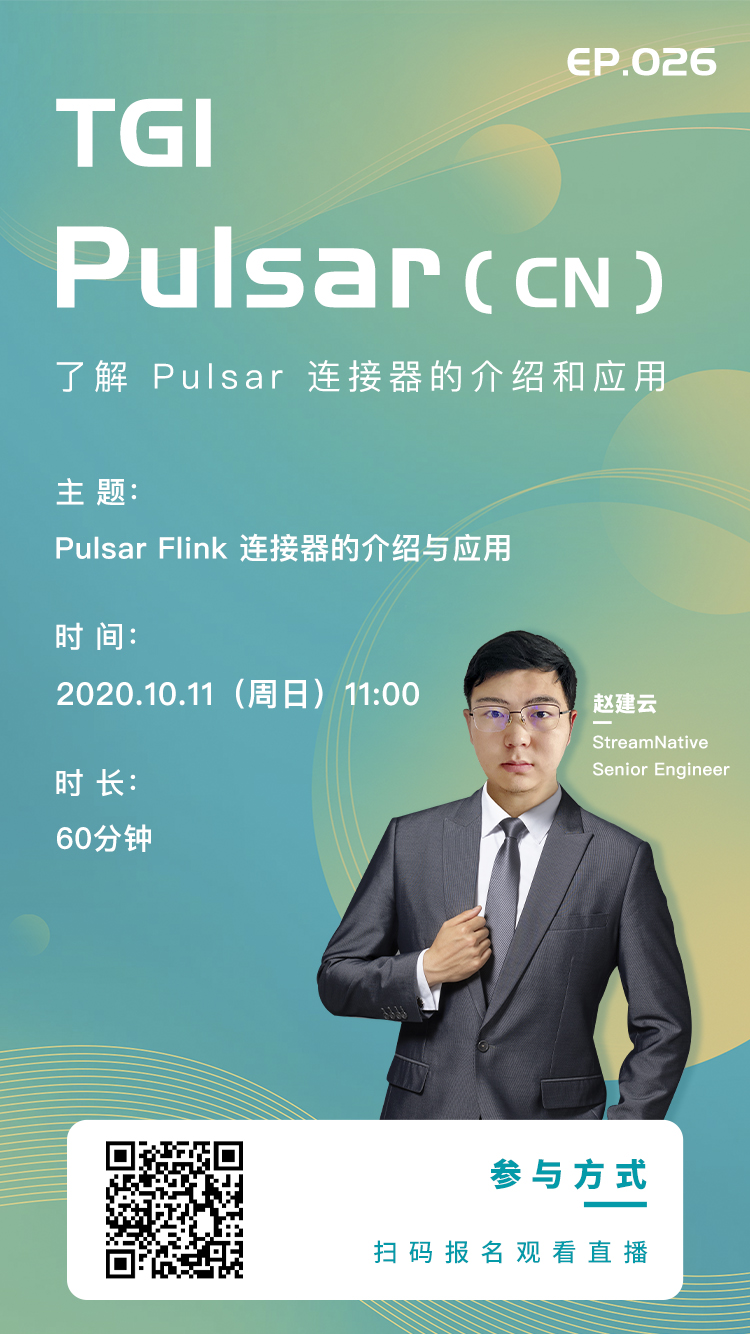 EP.026
TGI
Pulsar (CN)
了解 Pulsar 连接器的介绍和应用
主 题：
Pulsar Flink 连接器的介绍与应用
时 间：
2020.10.11（周日）11:00
赵建云
StreamNative
Senior Engineer
时 长：
60分钟
参与方式
扫码报名观看直播